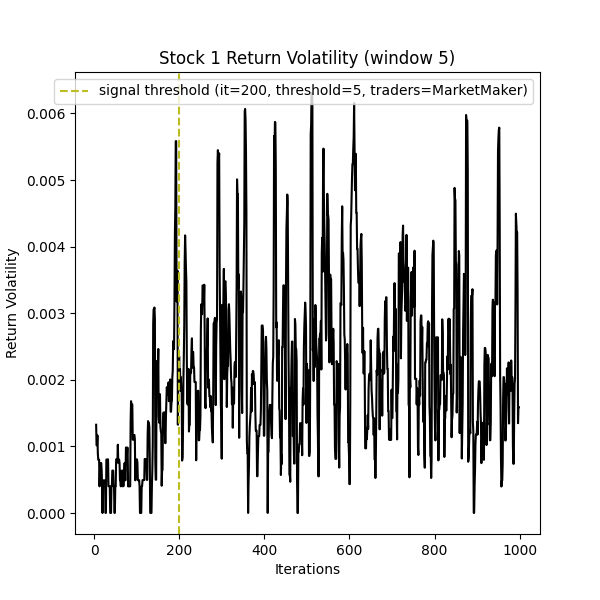 Stock 1 Return Volatility (window 5)
signal threshold (it=200, threshold=5, traders=MarketMaker)
0.006
0.005
0.004
0.003
0.002
0.001
0.000
Return Volatility
0 200 400 600 800 1000
Iterations